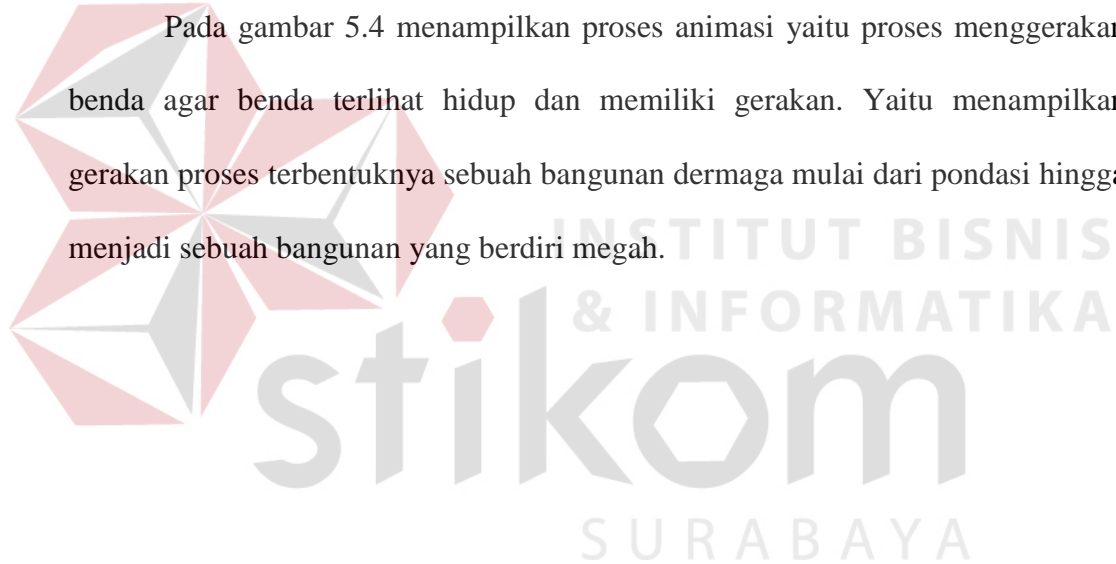 Pada gambar 5.4 menampilkan proses animasi yaitu proses menggerakan
benda agar benda terlihat hidup dan memiliki gerakan. Yaitu menampilkan
gerakan proses terbentuknya sebuah bangunan dermaga mulai dari pondasi hingga
menjadi sebuah bangunan yang berdiri megah.
INSTITUT BISNIS
& INFORMATIKA
stikom
SURABAYA